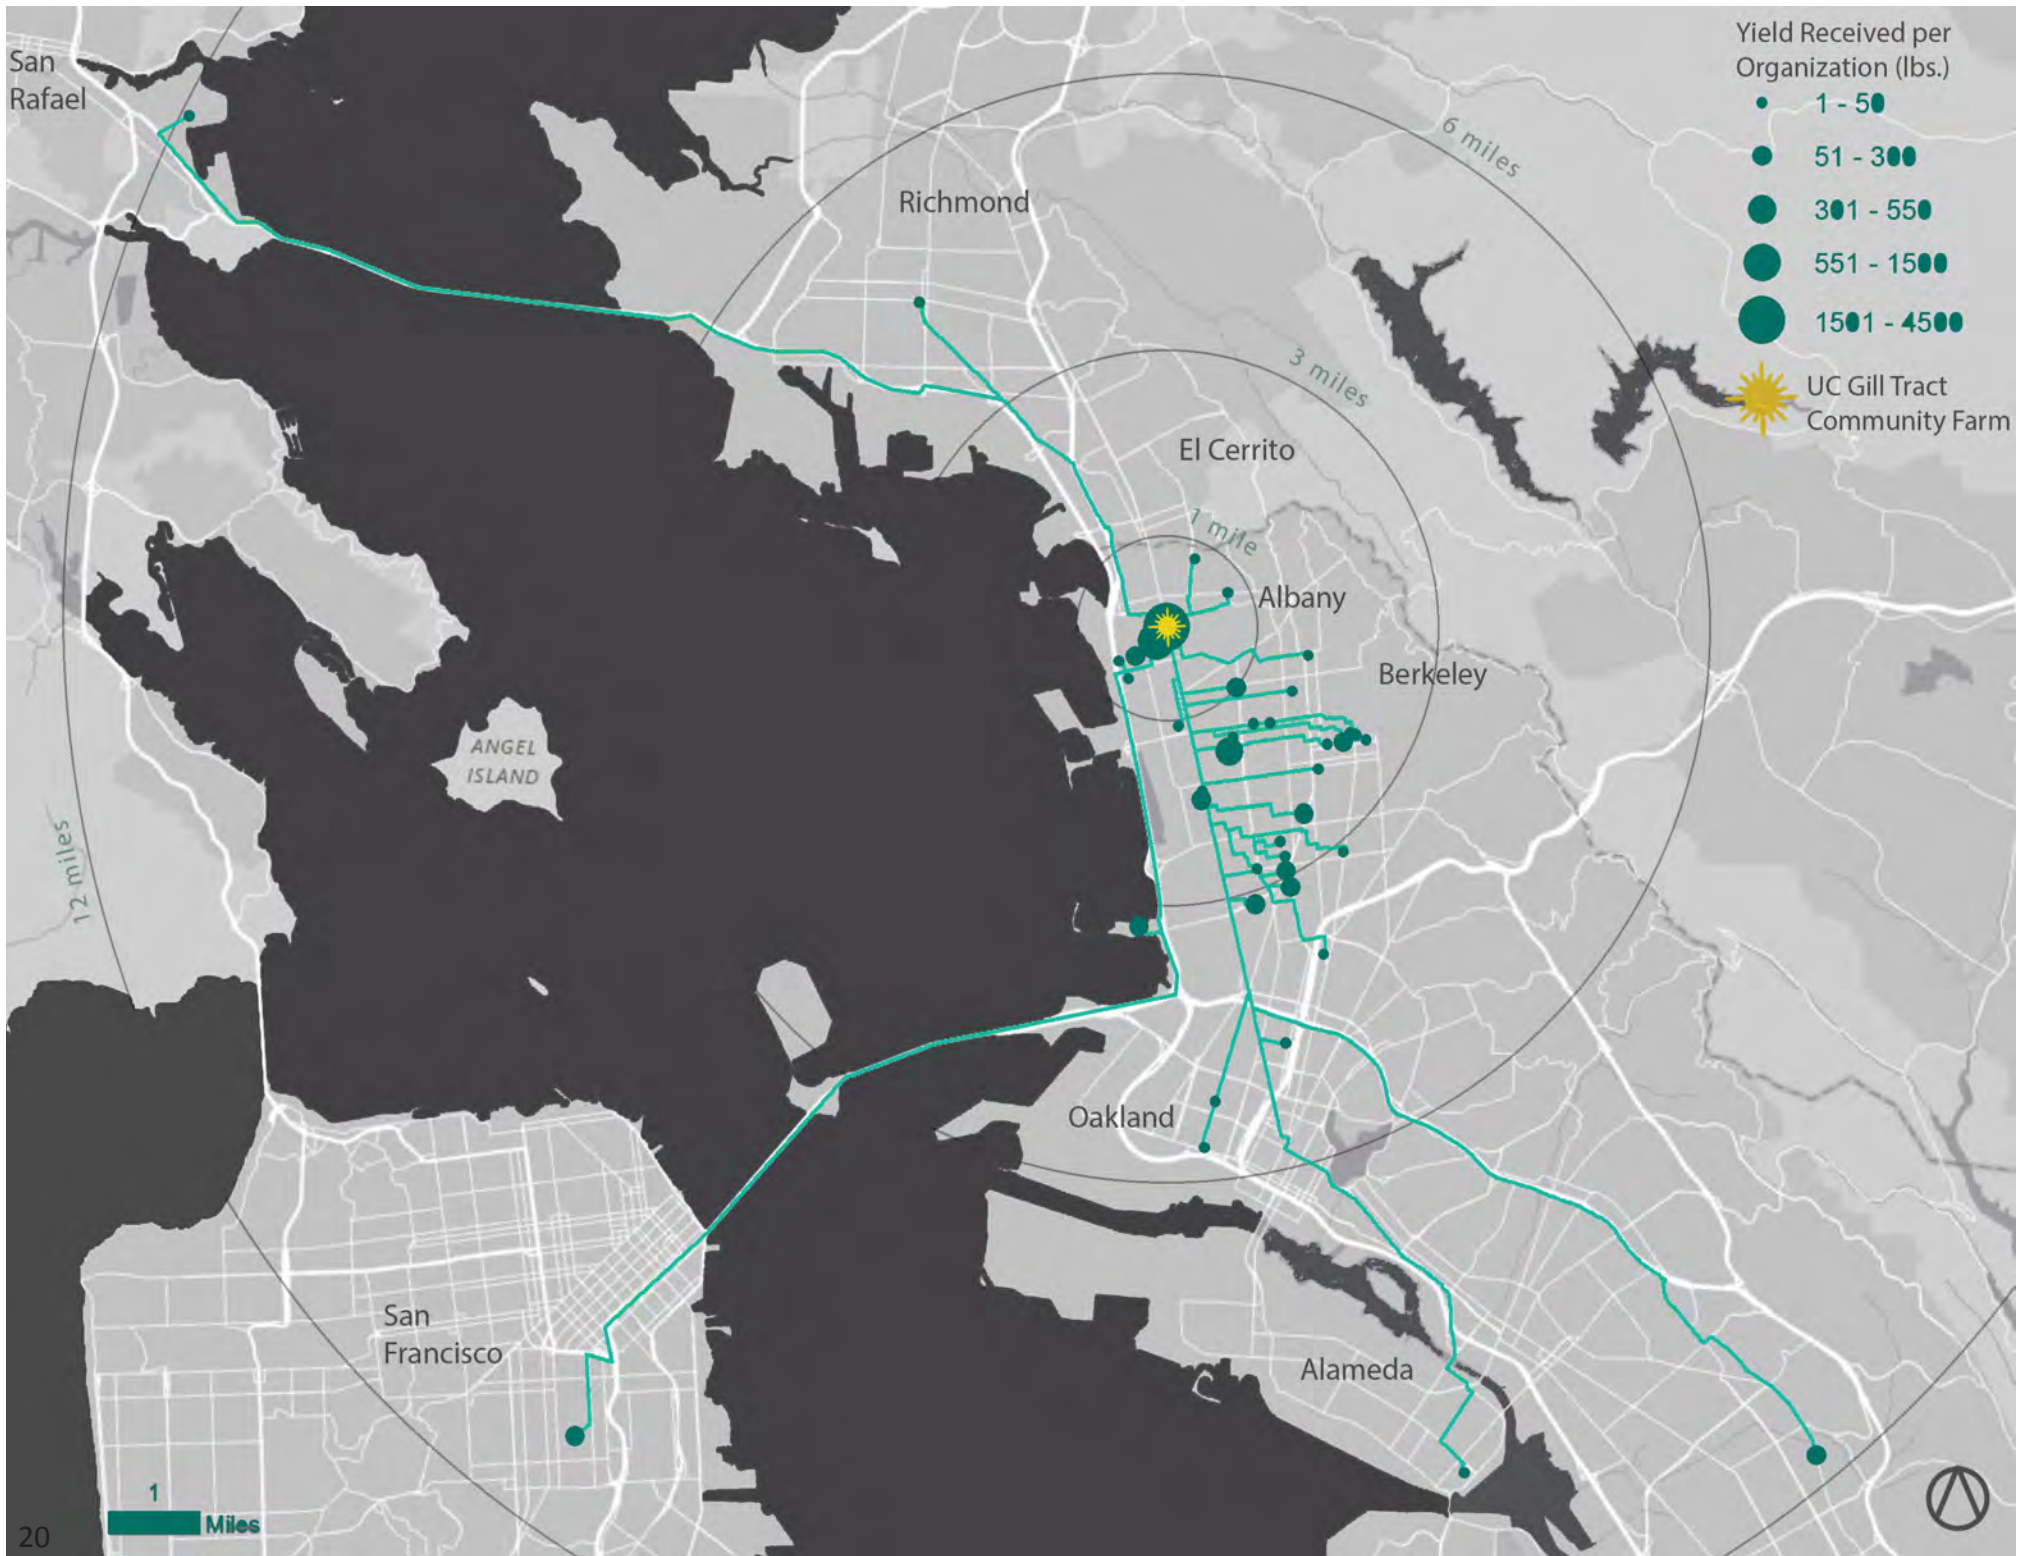 San
Rafael
Yield Received per
Organization (lbs.)
1 - 50
51 - 300
301 - 550
551 - 1500
1501 - 4500
UC Gill Tract
Community Farm
6 miles
Richmond
3 miles
El Cerrito
1 mile
Albany
Berkeley
ANGEL
ISLAND
12 miles
Oakland
San
Francisco
Alameda
1
Miles
20